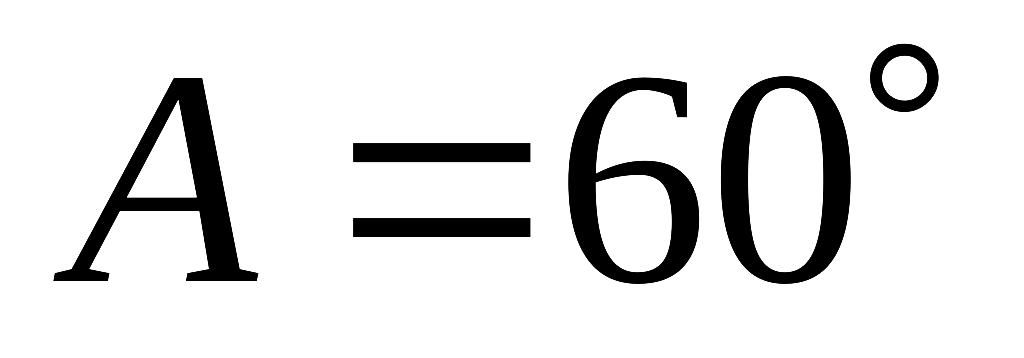 A = 60°